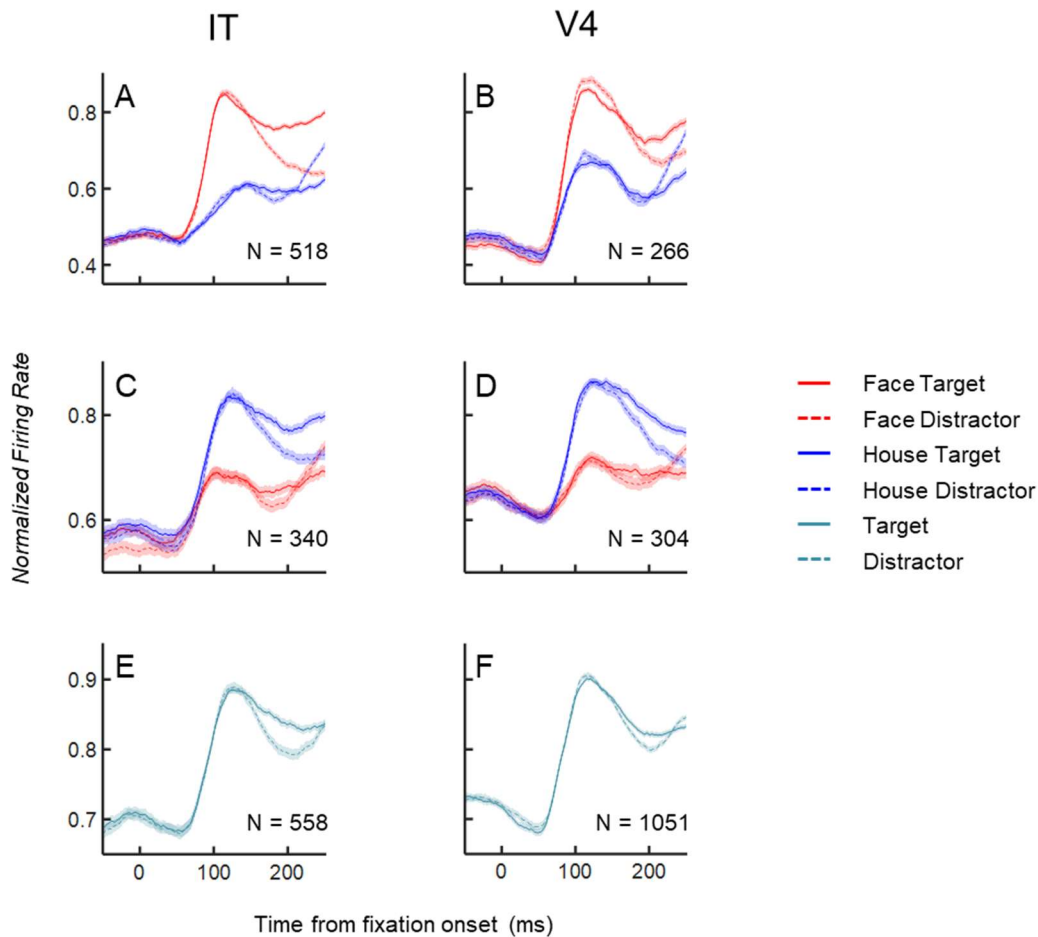 IT V4
A B
0.8
0.6
0.4
N = 518 N = 266
Normalized Firing Rate
C D
0.8
0.6
N = 340 N = 304
Face Target
Face Distractor
House Target
House Distractor
Target
Distractor
E F
0.9
0.8
0.7
N = 558 N = 1051
0 100 200 0 100 200
Time from fixation onset (ms)